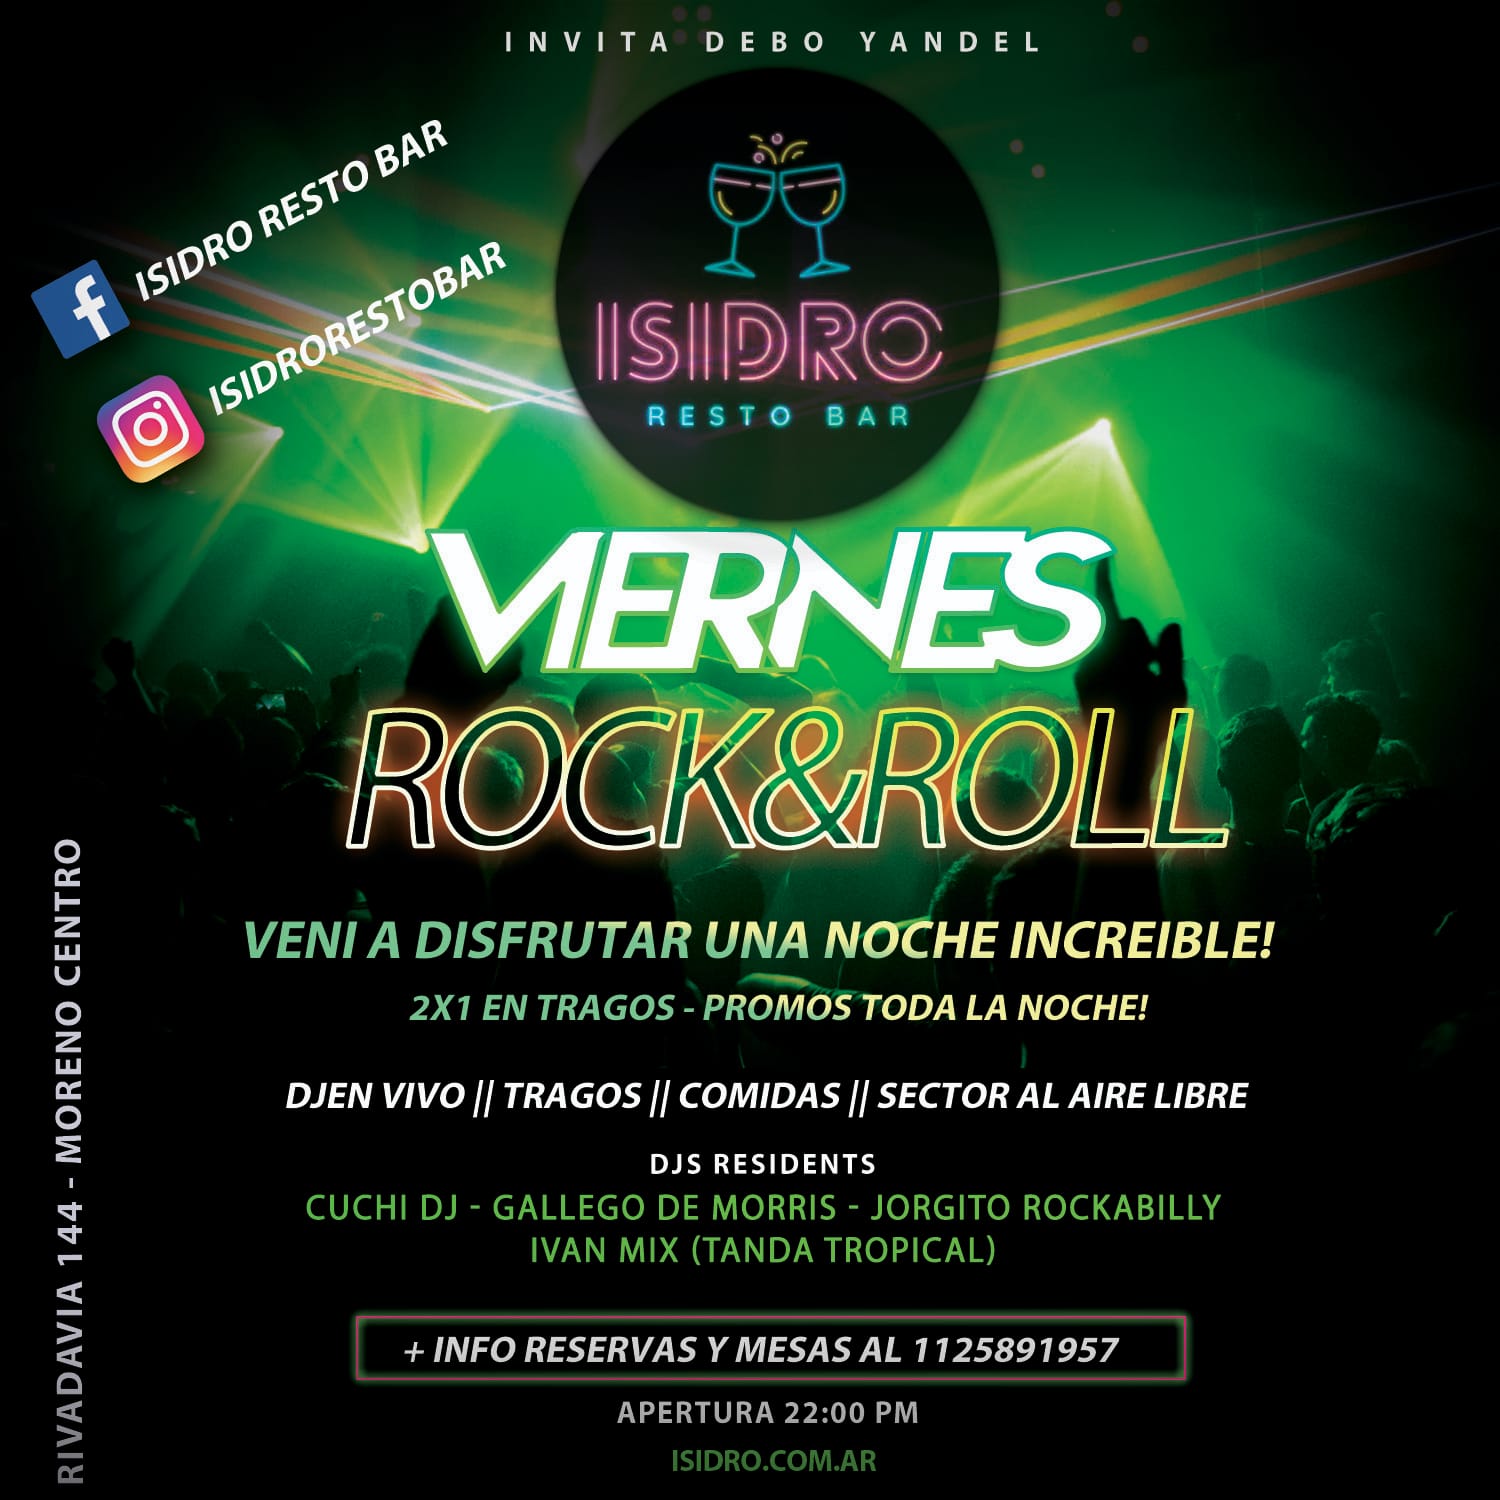 INVITA DEBO YANDEL
ISIDRO RESTO BAR
ISIDRORESTOBAR
ISIDRO
RESTO BAR
VIERNES
ROCK&ROLL
VENI A DISFRUTAR UNA NOCHE INCREIBLE!
2X1 EN TRAGOS - PROMOS TODA LA NOCHE!
DJEN VIVO || TRAGOS || COMIDAS || SECTOR AL AIRE LIBRE
DJS RESIDENTS
CUCHI DJ - GALLEGO DE MORRIS - JORGITO ROCKABILLY
IVAN MIX (TANDA TROPICAL)
+ INFO RESERVAS Y MESAS AL 1125891957
APERTURA 22:00 PM
ISIDRO.COM.AR
RIVADAVIA 144 - MORENO CENTRO